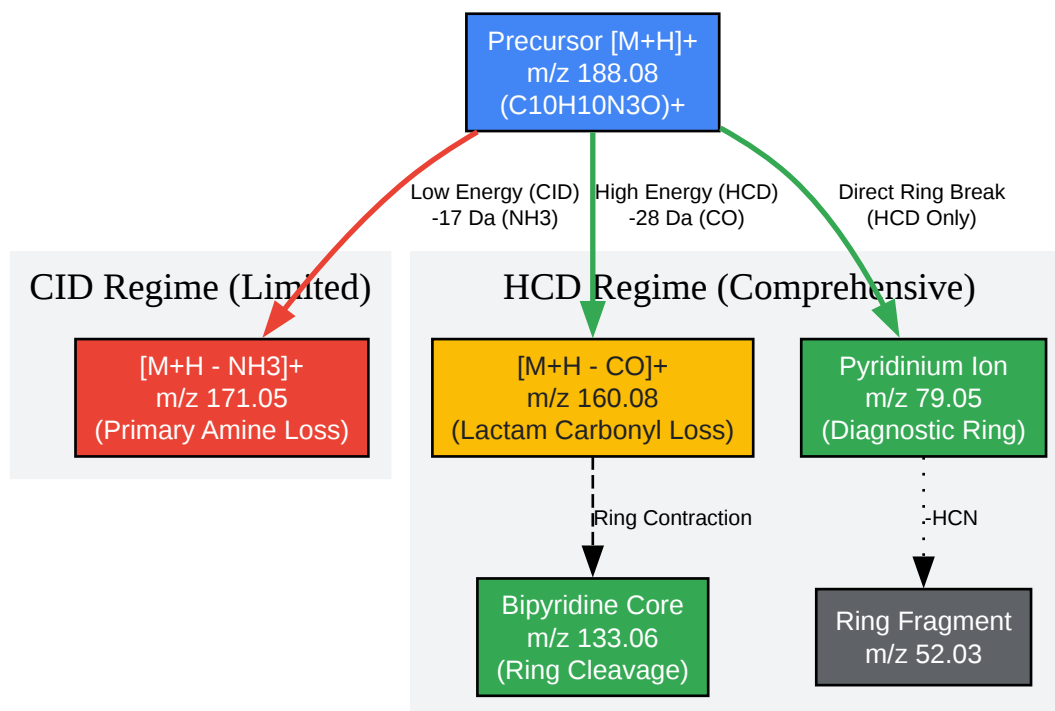 Precursor [M+H]+
m/z 188.08
(C10H10N3O)+
Low Energy (CID)
-17 Da (NH3)
High Energy (HCD)
-28 Da (CO)
Direct Ring Break
(HCD Only)
CID Regime (Limited)
HCD Regime (Comprehensive)
[M+H - NH3]+
m/z 171.05
(Primary Amine Loss)
[M+H - CO]+
m/z 160.08
(Lactam Carbonyl Loss)
Pyridinium Ion
m/z 79.05
(Diagnostic Ring)
Ring Contraction
-HCN
Bipyridine Core
m/z 133.06
(Ring Cleavage)
Ring Fragment
m/z 52.03